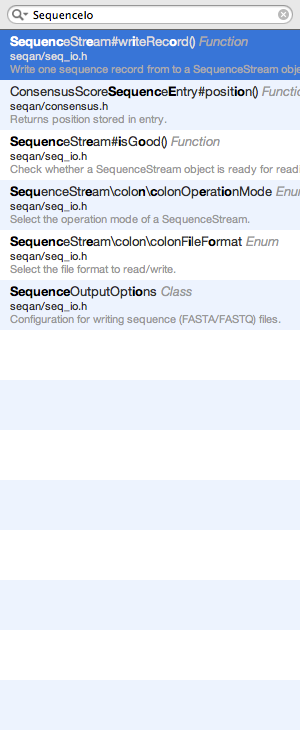 SequenceIo
SequenceStream#writeRecord() Function
seqan/seq_io.h
Write one sequence record from to a SequenceStream obje
ConsensusScoreSequenceEntry#position() Function
seqan/consensus.h
Returns position stored in entry.
SequenceStream#isGood() Function
seqan/seq_io.h
Check whether a SequenceStream object is ready for readi
SequenceStream\colon\colonOperationMode Enum
seqan/seq_io.h
Select the operation mode of a SequenceStream.
SequenceStream\colon\colonFileFormat Enum
seqan/seq_io.h
Select the file format to read/write.
SequenceOutputOptions Class
seqan/seq_io.h
Configuration for writing sequence (FASTA/FASTQ) files.